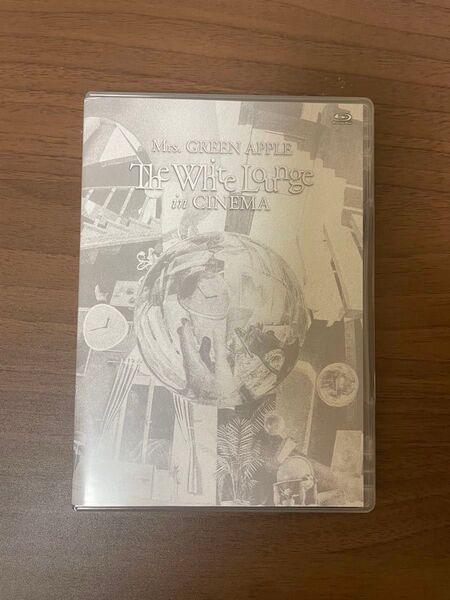 Mrs. GREEN APPLE
The White Lounge
in CINEMA